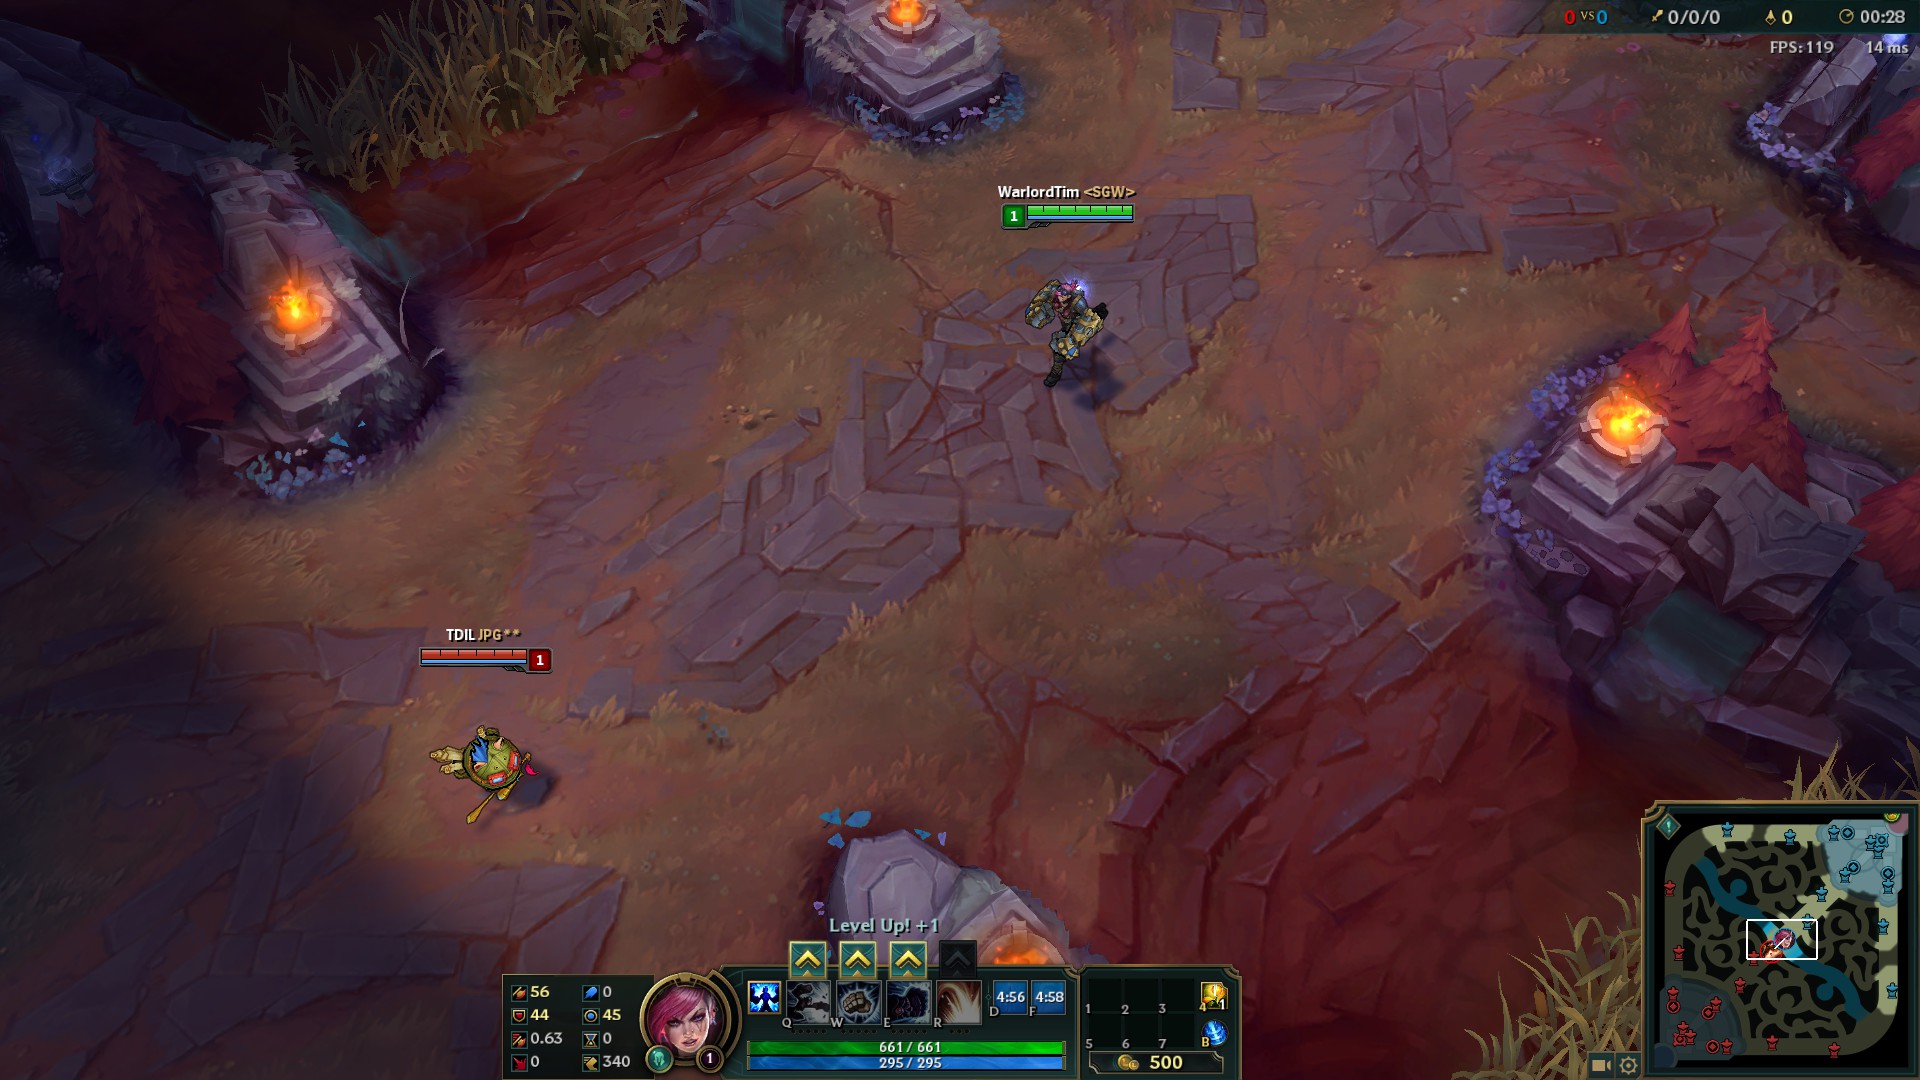 0 VS 0 0/0/0 0 00:28
FPS: 119 14 ms
WarlordTim <SGW>
1
TDIL JPG**
1
Level Up! +1
56 0
44 45
0.63 0
0 340
1
Q W E R
4:56 4:58
D F
1 2 3 4 1
5 6 7 B
661 / 661
295 / 295
500